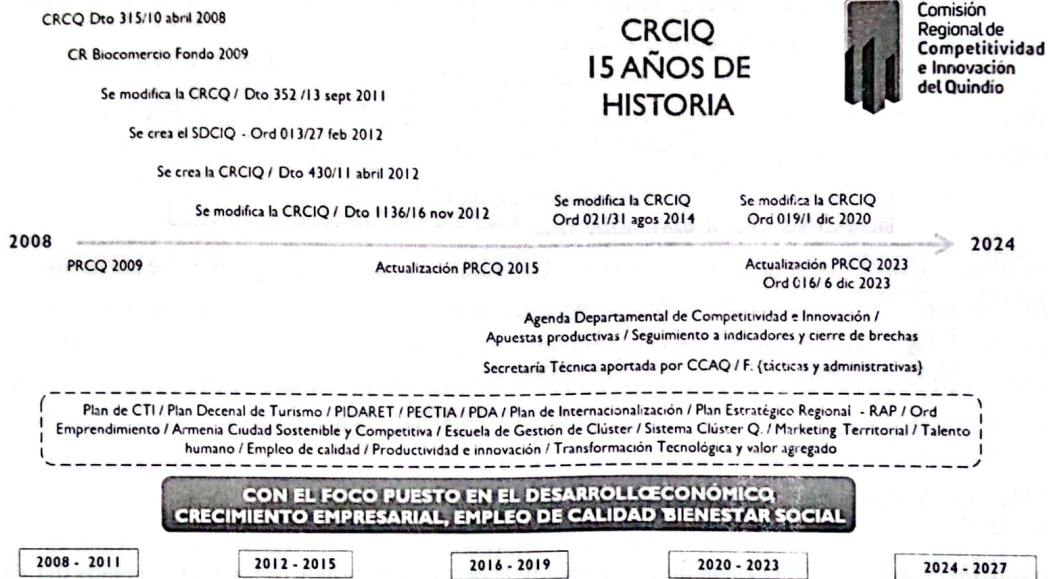 CRCQ Dto 315/10 abril 2008
CR Biocomercio Fondo 2009
Se modifica la CRCQ / Dto 352 /13 sept 2011
Se crea el SDCIQ - Ord 013/27 feb 2012
Se crea la CRCIQ / Dto 430/11 abril 2012
Se modifica la CRCIQ / Dto 1136/16 nov 2012
CRCIQ
15 AÑOS DE
HISTORIA
Comisión
Regional de
Competitividad
e Innovación
del Quindío
Se modifica la CRCIQ
Ord 021/31 agos 2014
Se modifica la CRCIQ
Ord 019/1 dic 2020
2008
2024
PRCQ 2009
Actualización PRCQ 2015
Actualización PRCQ 2023
Ord 016/ 6 dic 2023
Agenda Departamental de Competitividad e Innovación /
Apuestas productivas / Seguimiento a indicadores y cierre de brechas
Secretaría Técnica aportada por CCAQ / F. {tácticas y administrativas}
Plan de CTI / Plan Decenal de Turismo / PIDARET / PECTIA / PDA / Plan de Internacionalización / Plan Estratégico Regional - RAP / Ord
Emprendimiento / Armenia Ciudad Sostenible y Competitiva / Escuela de Gestión de Clúster / Sistema Clúster Q. / Marketing Territorial / Talento
humano / Empleo de calidad / Productividad e innovación / Transformación Tecnológica y valor agregado
CON EL FOCO PUESTO EN EL DESARROLLOECONÓMICO,
CRECIMIENTO EMPRESARIAL, EMPLEO DE CALIDAD BIENESTAR SOCIAL
2008 - 2011
2012 - 2015
2016 - 2019
2020 - 2023
2024 - 2027